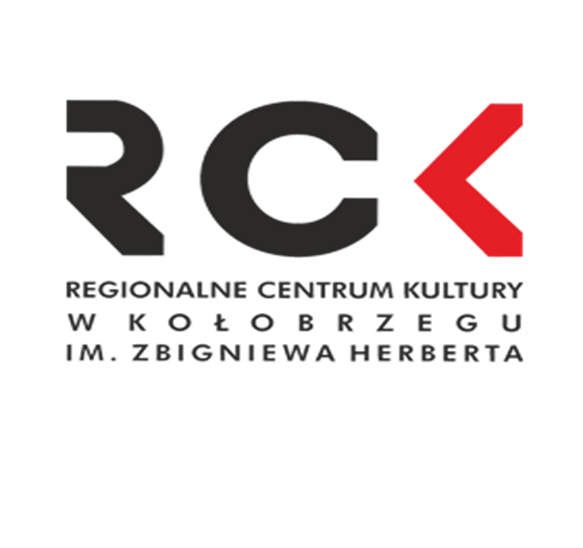 RCK
REGIONALNE CENTRUM KULTURY
W KOŁOBRZEGU
IM. ZBIGNIEWA HERBERTA